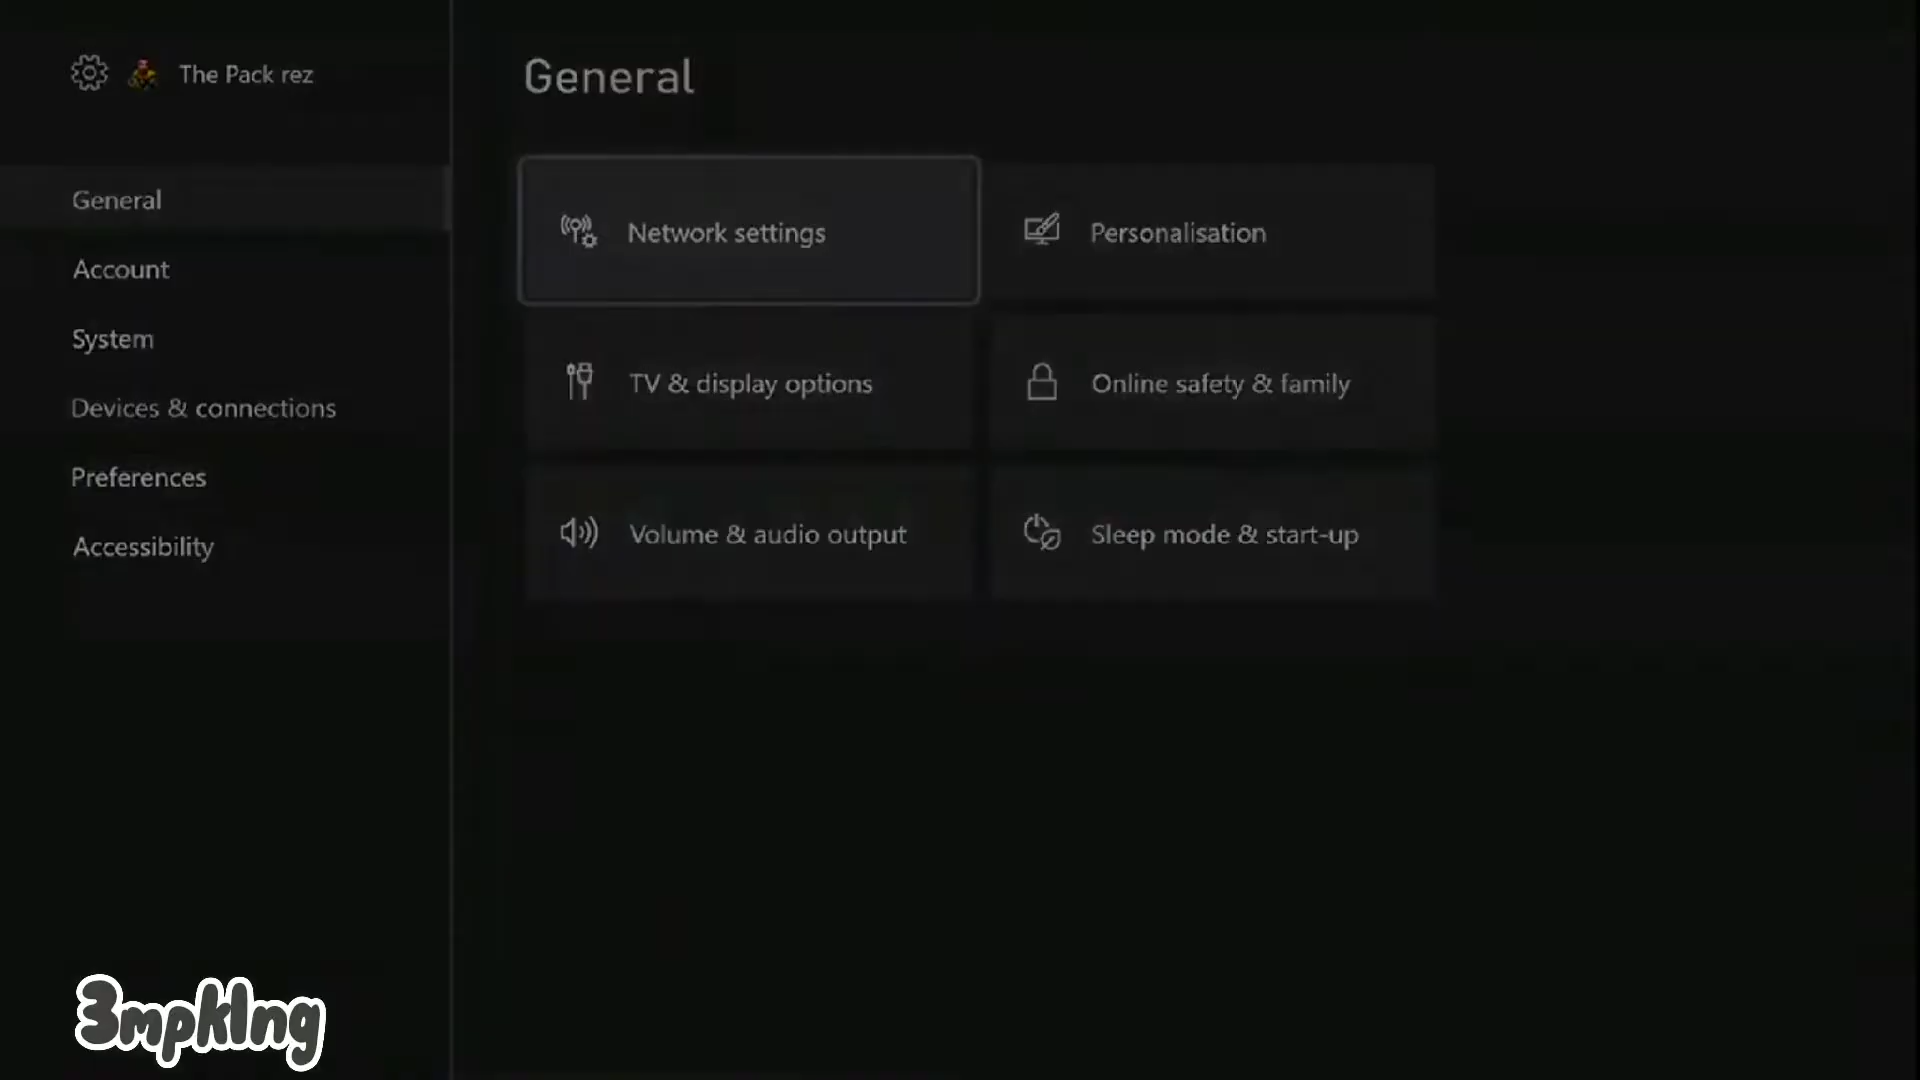 The Pack rez
General
Account
System
Devices & connections
Preferences
Accessibility
General
Network settings
Personalisation
TV & display options
Online safety & family
Volume & audio output
Sleep mode & start-up
3mpk1ng